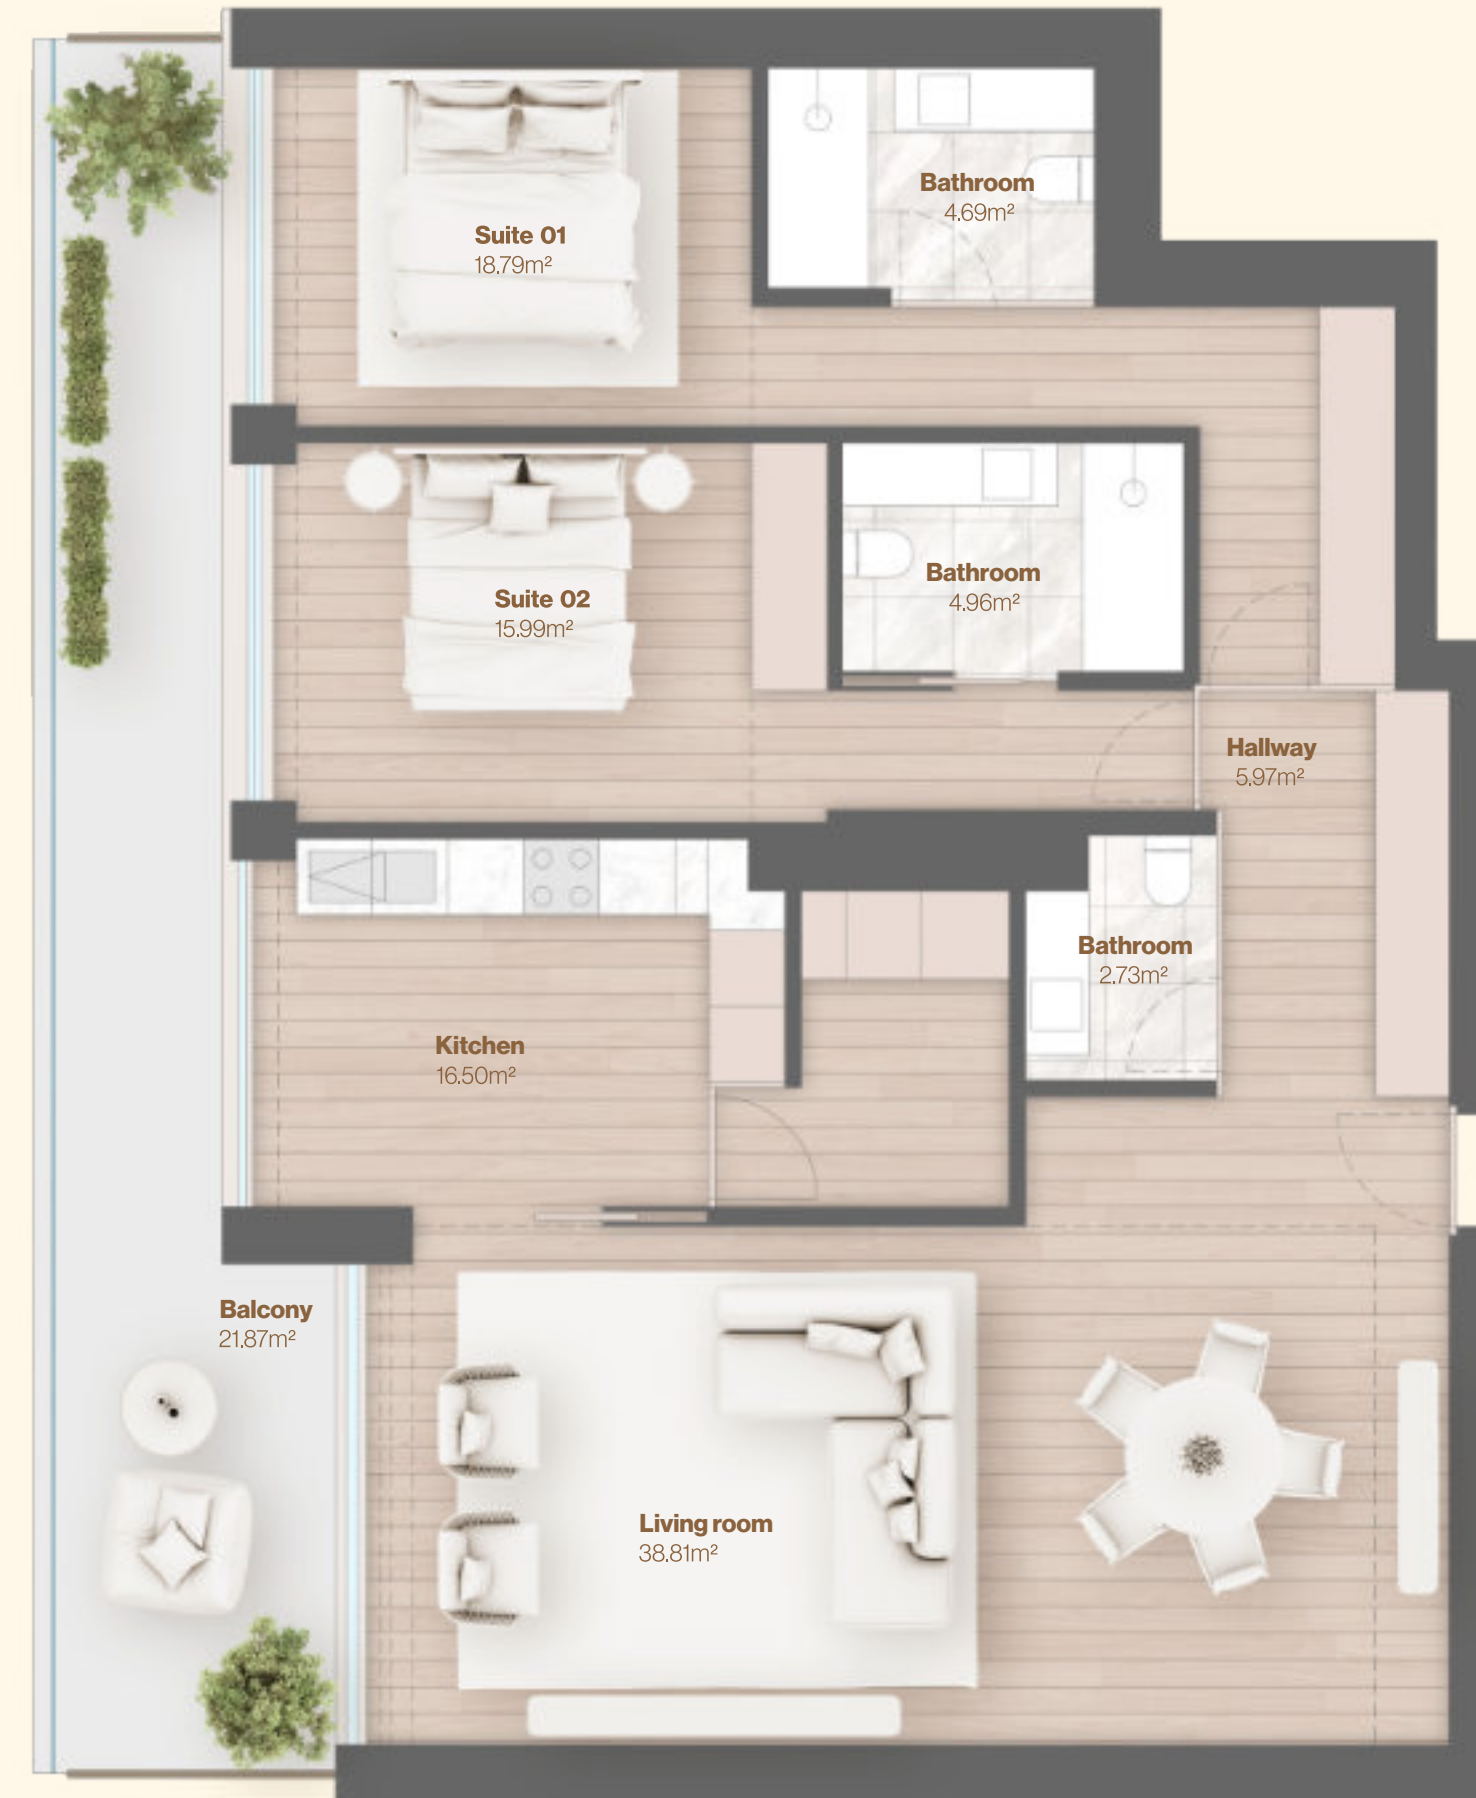 Bathroom
4.69m²
Suite 01
18.79m²
Bathroom
4.96m²
Suite 02
15.99m²
Hallway
5.97m²
Bathroom
2.73m²
Kitchen
16.50m²
Balcony
21.87m²
Living room
38.81m²